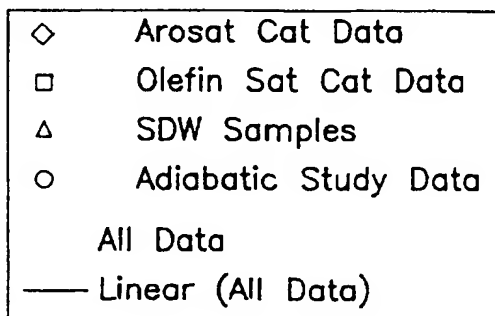 Arosat Cat Data
Olefin Sat Cat Data
SDW Samples
Adiabatic Study Data
All Data
Linear (All Data)